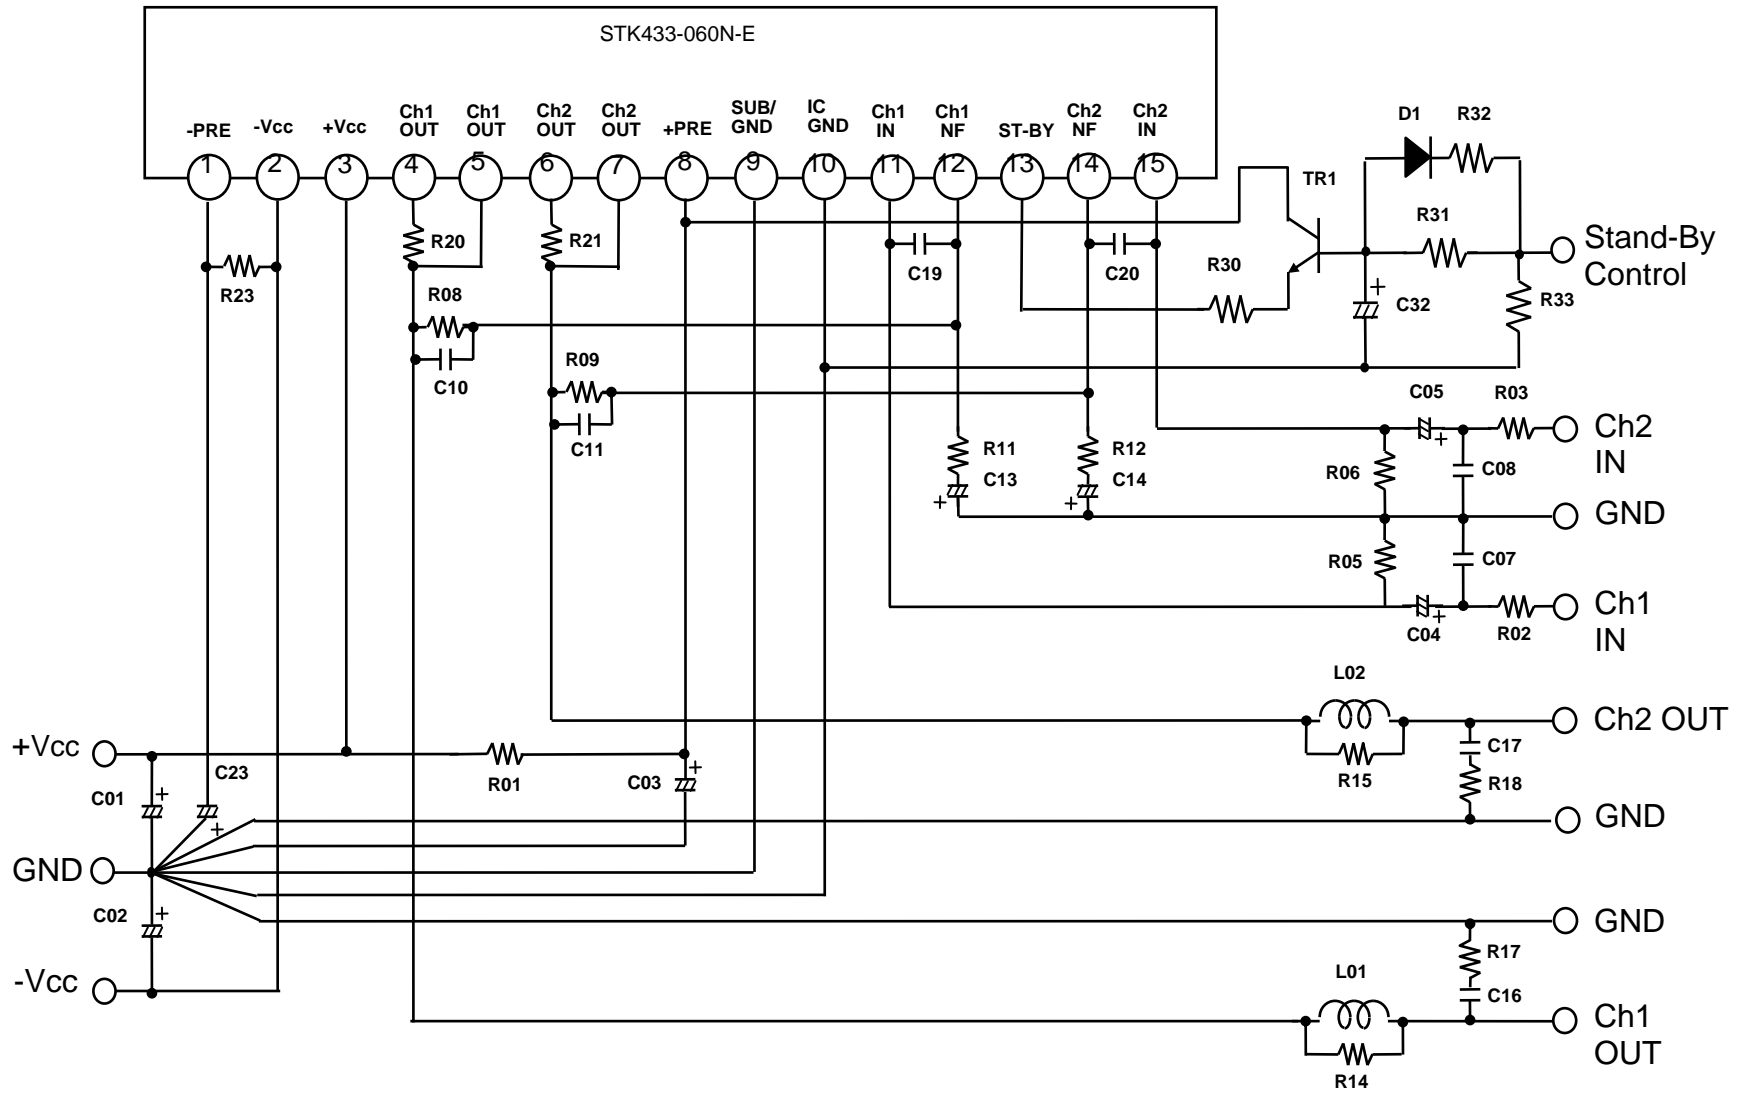 STK433-060N-E
-PRE
-Vcc
+Vcc
Ch1
OUT
Ch1
OUT
Ch2
OUT
Ch2
OUT
+PRE
SUB/
GND
IC
GND
Ch1
IN
Ch1
NF
ST-BY
Ch2
NF
Ch2
IN
1
2
3
4
5
6
7
8
9
10
11
12
13
14
15
D1
R32
TR1
R31
Stand-By
Control
R20
R21
C19
C20
R30
R23
R08
C32
R33
C10
R09
C11
C05
R03
Ch2
IN
R11
C13
R12
C14
R06
C08
GND
R05
C07
Ch1
IN
C04
R02
L02
Ch2 OUT
+Vcc
C23
R01
C03
R15
C17
R18
C01
GND
GND
C02
GND
R17
-Vcc
L01
C16
Ch1
OUT
R14
+
+
+
+
+
+
+
+
+